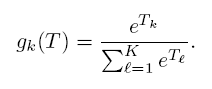 g_k(T) = \frac{e^{T_k}}{\sum_{\ell=1}^{K} e^{T_\ell}}.